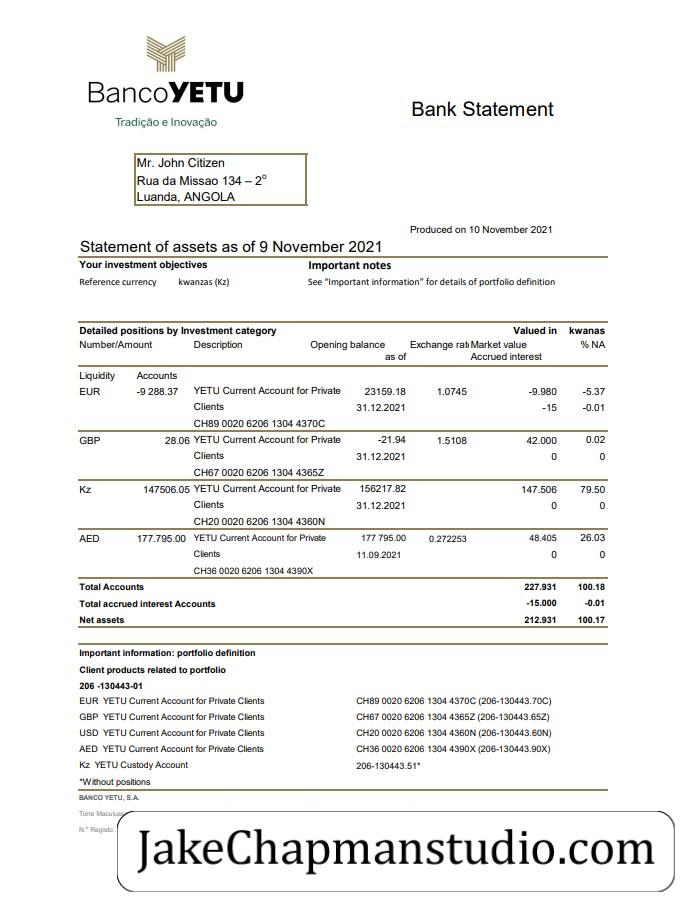 BancoYETU
Tradição e Inovação
Bank Statement
Mr. John Citizen
Rua da Missao 134 – 2º
Luanda, ANGOLA
Produced on 10 November 2021
Statement of assets as of 9 November 2021
Your investment objectives Important notes
Reference currency kwanzas (Kz) See “Important information” for details of portfolio definition
Detailed positions by Investment category Valued in kwanas
Number/Amount Description Opening balance Exchange rat Market value % NA
as of Accrued interest
Liquidity Accounts
EUR -9 288.37 YETU Current Account for Private 23159.18 1.0745 -9.980 -5.37
Clients 31.12.2021 -15 -0.01
CH89 0020 6206 1304 4370C
GBP 28.06 YETU Current Account for Private -21.94 1.5108 42.000 0.02
Clients 31.12.2021 0 0
CH67 0020 6206 1304 4365Z
Kz 147506.05 YETU Current Account for Private 156217.82 147.506 79.50
Clients 31.12.2021 0 0
CH20 0020 6206 1304 4360N
AED 177.795.00 YETU Current Account for Private 177 795.00 0.272253 48.405 26.03
Clients 11.09.2021 0 0
CH36 0020 6206 1304 4390X
Total Accounts 227.931 100.18
Total accrued interest Accounts -15.000 -0.01
Net assets 212.931 100.17
Important information: portfolio definition
Client products related to portfolio
206 -130443-01
EUR YETU Current Account for Private Clients CH89 0020 6206 1304 4370C (206-130443.70C)
GBP YETU Current Account for Private Clients CH67 0020 6206 1304 4365Z (206-130443.65Z)
USD YETU Current Account for Private Clients CH20 0020 6206 1304 4360N (206-130443.60N)
AED YETU Current Account for Private Clients CH36 0020 6206 1304 4390X (206-130443.90X)
Kz YETU Custody Account 206-130443.51*
*Without positions
BANCO YETU, S.A.
Torre Maculus
N.º Registo:
JakeChapmanstudio.com